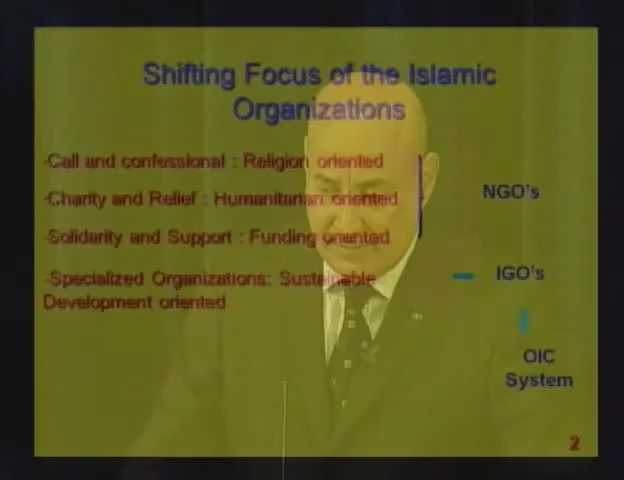 Shifting Focus of the Islamic
Organizations
-Call and confessional : Religion oriented
-Charity and Relief : Humanitarian oriented
NGO's
-Solidarity and Support : Funding oriented
-Specialized Organizations: Sustainable
Development oriented
IGO's
OIC
System
2